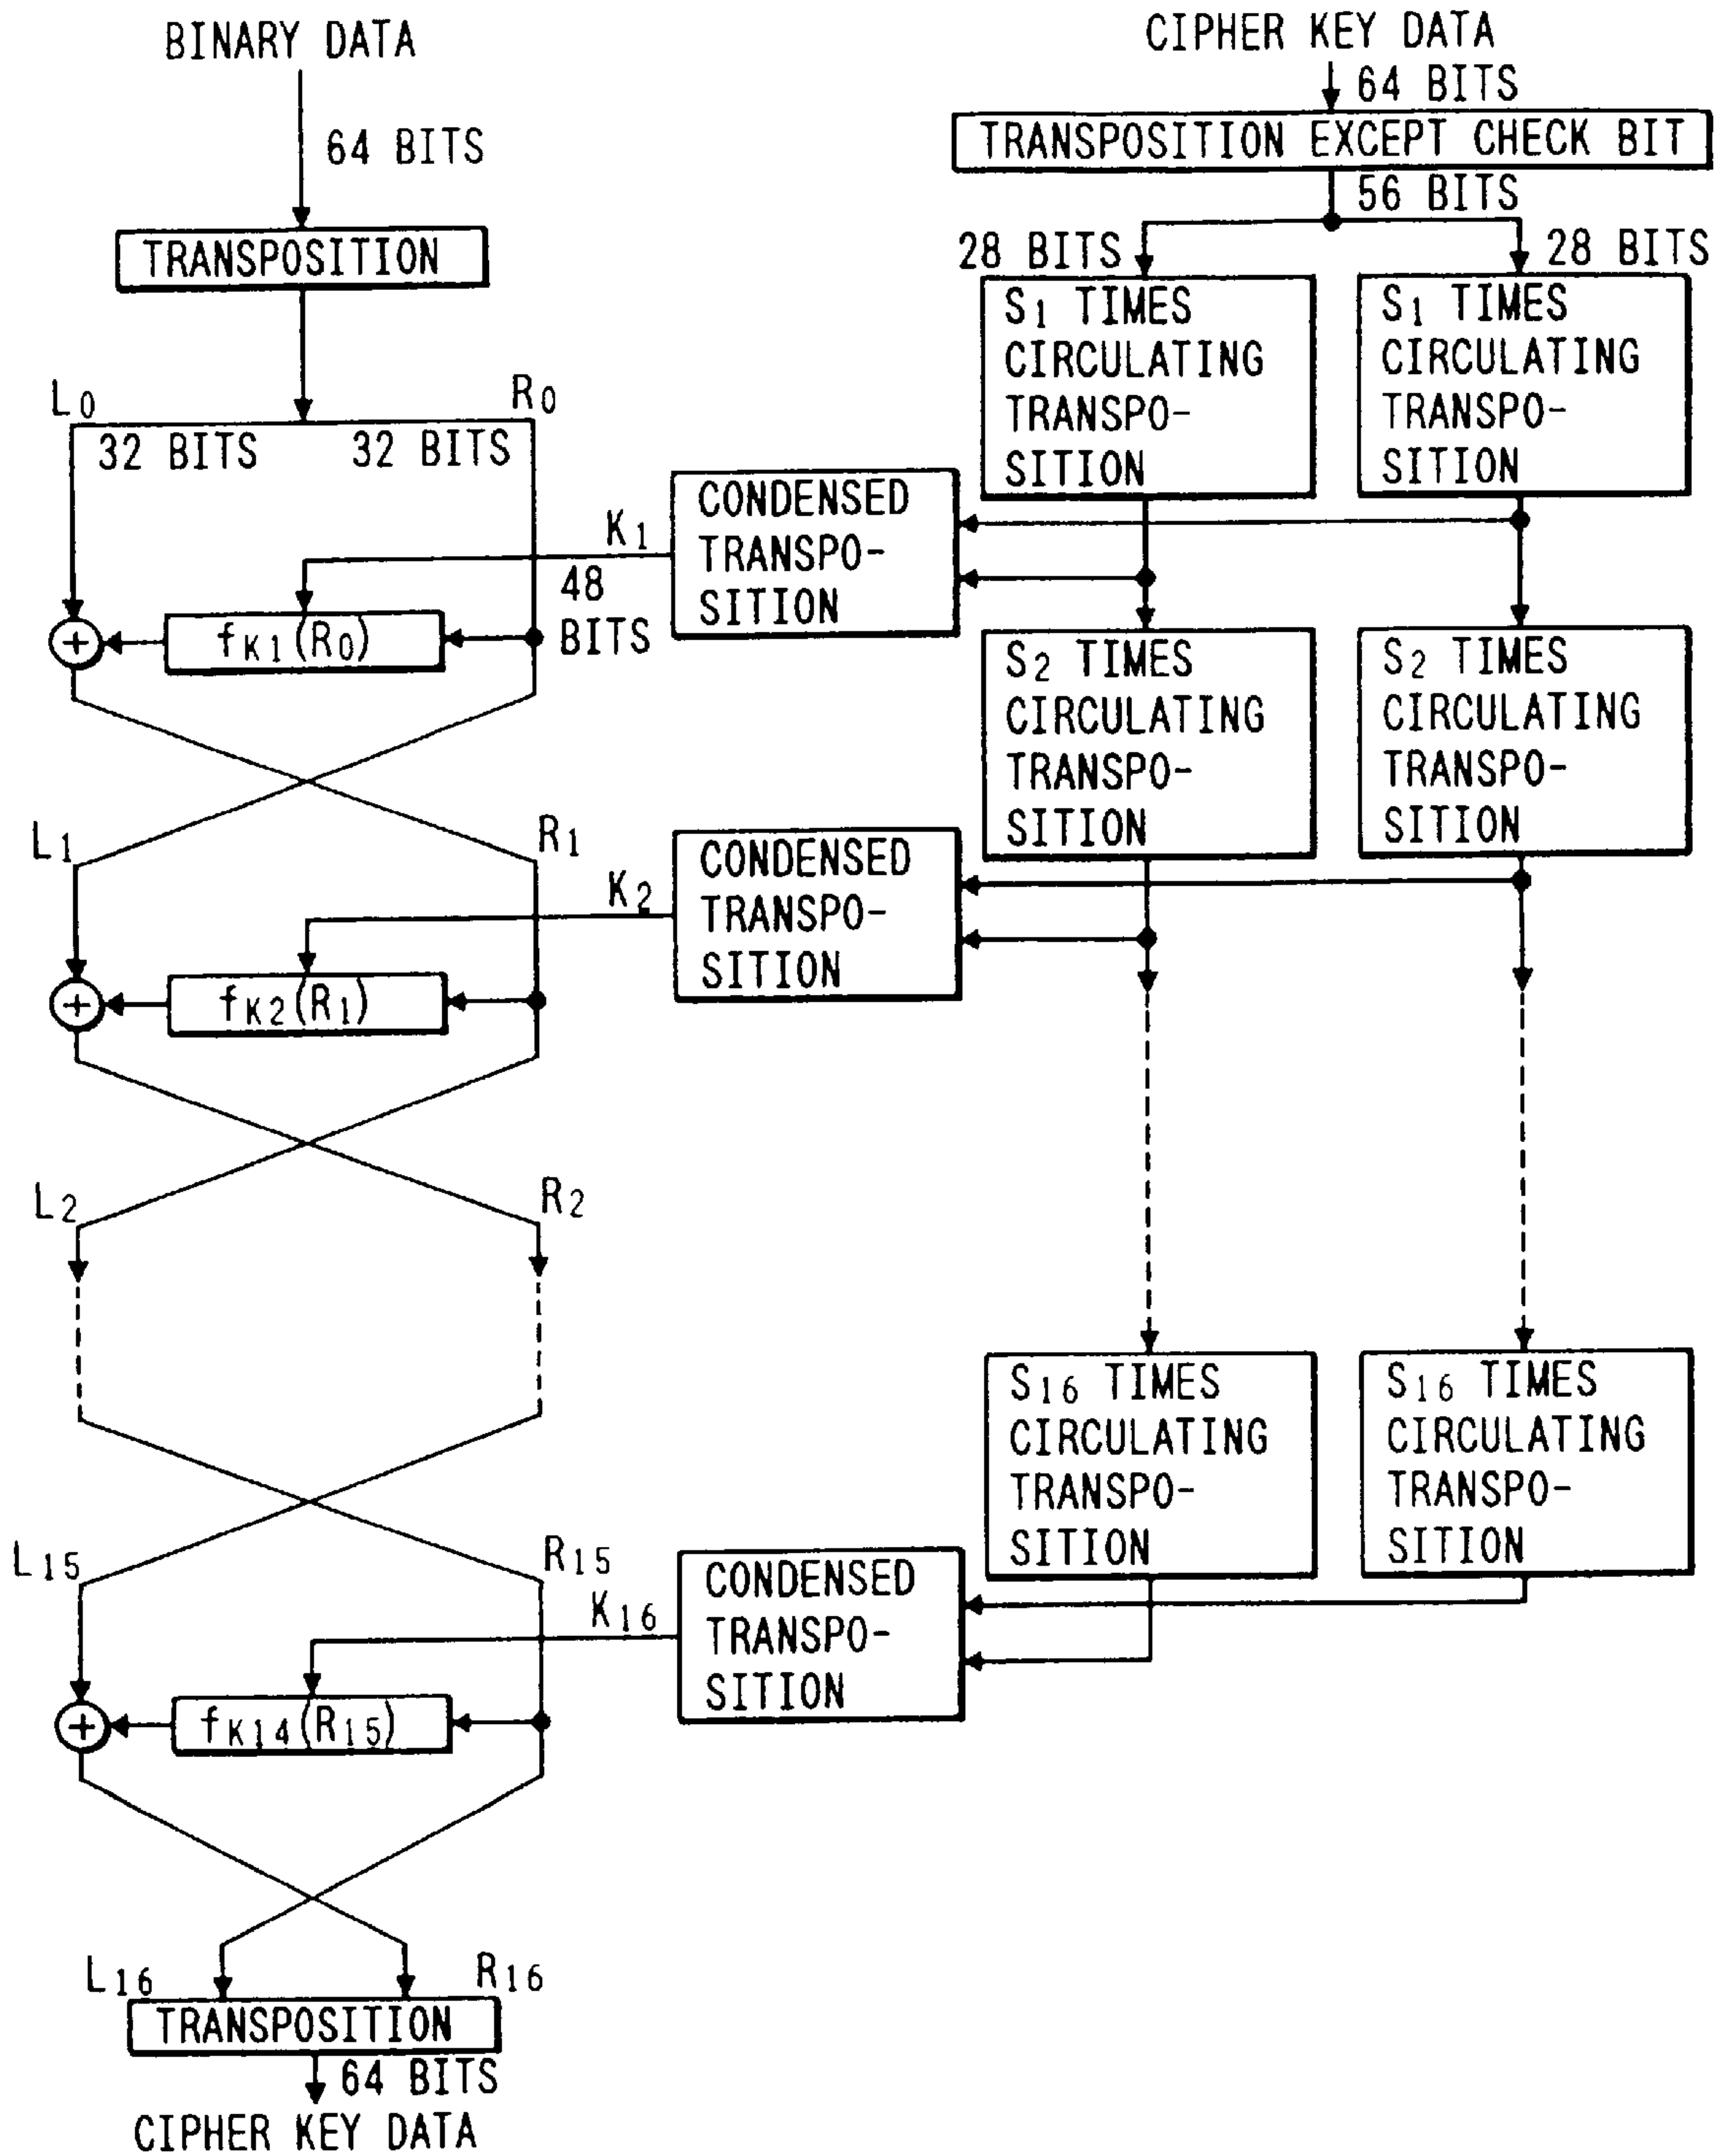 BINARY DATA
64 BITS
TRANSPOSITION
L0
R0
32 BITS
32 BITS
K1
48
BITS
fK1(R0)
L1
R1
K2
fK2(R1)
L2
R2
L15
R15
K16
fK14(R15)
L16
R16
TRANSPOSITION
64 BITS
CIPHER KEY DATA
CIPHER KEY DATA
64 BITS
TRANSPOSITION EXCEPT CHECK BIT
56 BITS
28 BITS
28 BITS
S1 TIMES
CIRCULATING
TRANSPO-
SITION
S1 TIMES
CIRCULATING
TRANSPO-
SITION
CONDENSED
TRANSPO-
SITION
S2 TIMES
CIRCULATING
TRANSPO-
SITION
S2 TIMES
CIRCULATING
TRANSPO-
SITION
CONDENSED
TRANSPO-
SITION
S16 TIMES
CIRCULATING
TRANSPO-
SITION
S16 TIMES
CIRCULATING
TRANSPO-
SITION
CONDENSED
TRANSPO-
SITION